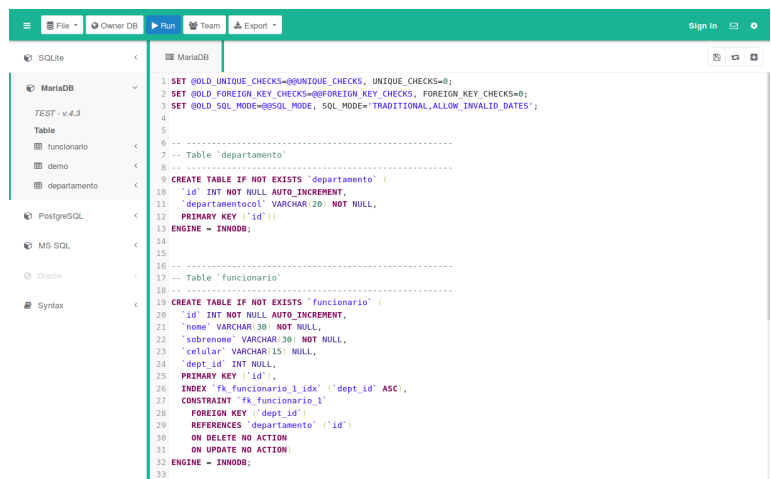 File Owner DB Run Team Export Sign in
SQLite
MariaDB
TEST - v.4.3
Table
funcionario
demo
departamento
PostgreSQL
MS SQL
Oracle
Syntax
MariaDB
1 SET @OLD_UNIQUE_CHECKS=@@UNIQUE_CHECKS, UNIQUE_CHECKS=0;
2 SET @OLD_FOREIGN_KEY_CHECKS=@@FOREIGN_KEY_CHECKS, FOREIGN_KEY_CHECKS=0;
3 SET @OLD_SQL_MODE=@@SQL_MODE, SQL_MODE='TRADITIONAL,ALLOW_INVALID_DATES';
4
5
6 -- -----------------------------------------------------
7 -- Table `departamento`
8 -- -----------------------------------------------------
9 CREATE TABLE IF NOT EXISTS `departamento` (
10 `id` INT NOT NULL AUTO_INCREMENT,
11 `departamentocol` VARCHAR(20) NOT NULL,
12 PRIMARY KEY (`id`))
13 ENGINE = INNODB;
14
15
16 -- -----------------------------------------------------
17 -- Table `funcionario`
18 -- -----------------------------------------------------
19 CREATE TABLE IF NOT EXISTS `funcionario` (
20 `id` INT NOT NULL AUTO_INCREMENT,
21 `nome` VARCHAR(30) NOT NULL,
22 `sobrenome` VARCHAR(30) NOT NULL,
23 `celular` VARCHAR(15) NULL,
24 `dept_id` INT NULL,
25 PRIMARY KEY (`id`),
26 INDEX `fk_funcionario_1_idx` (`dept_id` ASC),
27 CONSTRAINT `fk_funcionario_1`
28 FOREIGN KEY (`dept_id`)
29 REFERENCES `departamento` (`id`)
30 ON DELETE NO ACTION
31 ON UPDATE NO ACTION)
32 ENGINE = INNODB;
33